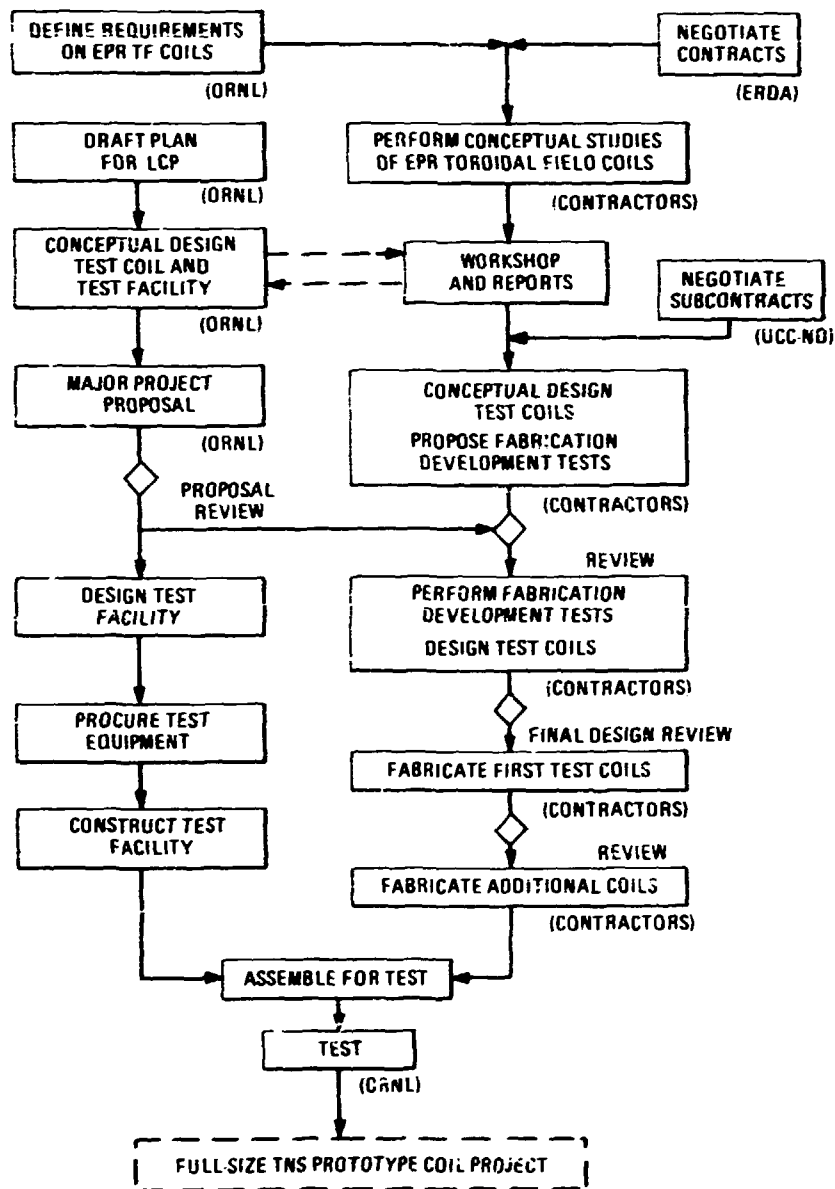 DEFINE REQUIREMENTS
ON EPR TF COILS
(ORNL)
NEGOTIATE
CONTRACTS
(ERDA)
DRAFT PLAN
FOR LCP
(ORNL)
PERFORM CONCEPTUAL STUDIES
OF EPR TOROIDAL FIELD COILS
(CONTRACTORS)
CONCEPTUAL DESIGN
TEST COIL AND
TEST FACILITY
(ORNL)
WORKSHOP
AND REPORTS
NEGOTIATE
SUBCONTRACTS
(UCC-ND)
MAJOR PROJECT
PROPOSAL
(ORNL)
CONCEPTUAL DESIGN
TEST COILS
PROPOSE FABRICATION
DEVELOPMENT TESTS
(CONTRACTORS)
PROPOSAL
REVIEW
REVIEW
DESIGN TEST
FACILITY
PERFORM FABRICATION
DEVELOPMENT TESTS
DESIGN TEST COILS
(CONTRACTORS)
PROCURE TEST
EQUIPMENT
FINAL DESIGN REVIEW
FABRICATE FIRST TEST COILS
(CONTRACTORS)
CONSTRUCT TEST
FACILITY
REVIEW
FABRICATE ADDITIONAL COILS
(CONTRACTORS)
ASSEMBLE FOR TEST
TEST
(ORNL)
FULL-SIZE TNS PROTOTYPE COIL PROJECT